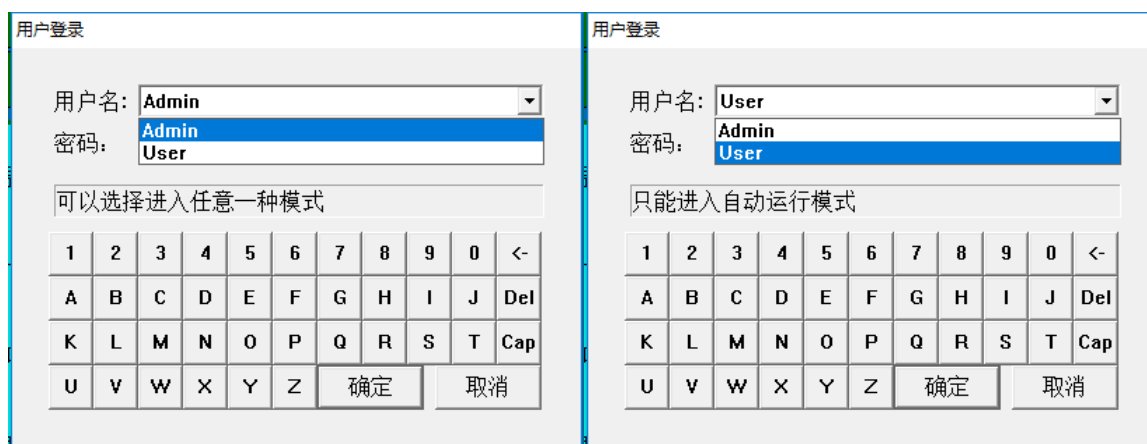 用户登录
用户名: Admin
Admin
密码:
User
可以选择进入任意一种模式
1 2 3 4 5 6 7 8 9 0 <-
A B C D E F G H I J Del
K L M N O P Q R S T Cap
U V W X Y Z 确定 取消
用户登录
用户名: User
Admin
密码:
User
只能进入自动运行模式
1 2 3 4 5 6 7 8 9 0 <-
A B C D E F G H I J Del
K L M N O P Q R S T Cap
U V W X Y Z 确定 取消